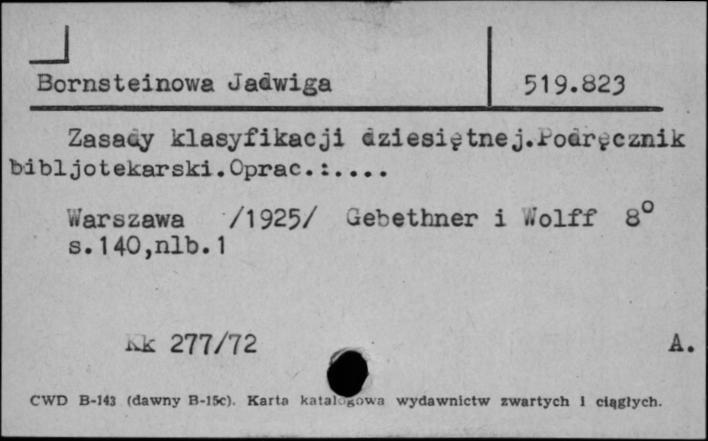 Bornsteinowa Jadwiga 519.823
Zasady klasyfikacji dziesiętnej.Podręcznik
bibljotekarski.Oprac.:....
Warszawa /1925/ Gebethner i Wolff 8°
s.140,nlb.1
Kk 277/72 A.
CWD B-143 (dawny B-15c). Karta katalogowa wydawnictw zwartych i ciągłych.